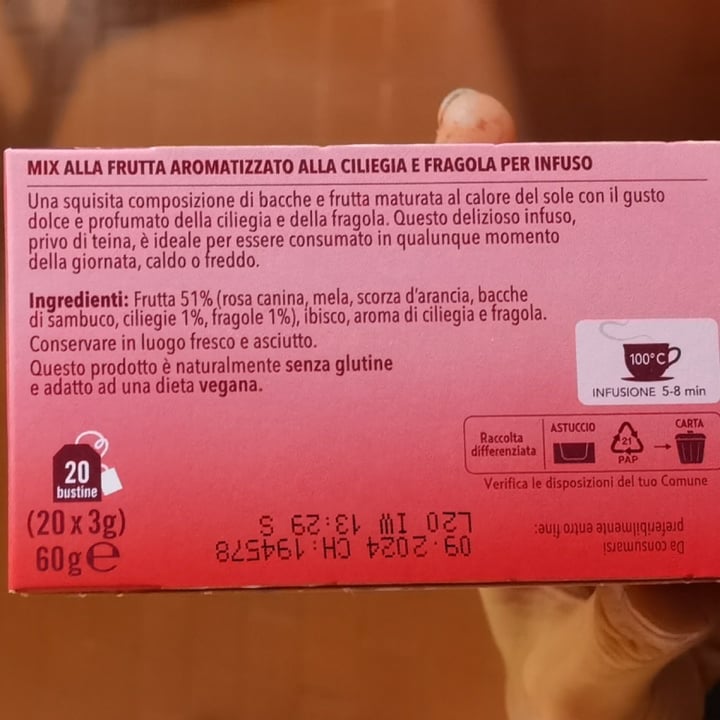 MIX ALLA FRUTTA AROMATIZZATO ALLA CILIEGIA E FRAGOLA PER INFUSO
Una squisita composizione di bacche e frutta maturata al calore del sole con il gusto
dolce e profumato della ciliegia e della fragola. Questo delizioso infuso,
privo di teina, è ideale per essere consumato in qualunque momento
della giornata, caldo o freddo.
Ingredienti: Frutta 51% (rosa canina, mela, scorza d'arancia, bacche
di sambuco, ciliegie 1%, fragole 1%), ibisco, aroma di ciliegia e fragola.
Conservare in luogo fresco e asciutto.
Questo prodotto è naturalmente senza glutine
e adatto ad una dieta vegana.
100°C
INFUSIONE 5-8 min
Raccolta
differenziata
ASTUCCIO
21
PAP
CARTA
Verifica le disposizioni del tuo Comune
20
bustine
(20 x 3g)
60g e
Da consumarsi
preferibilmente entro fine:
09.2024 CH:194578
L20 IW 13:29 S